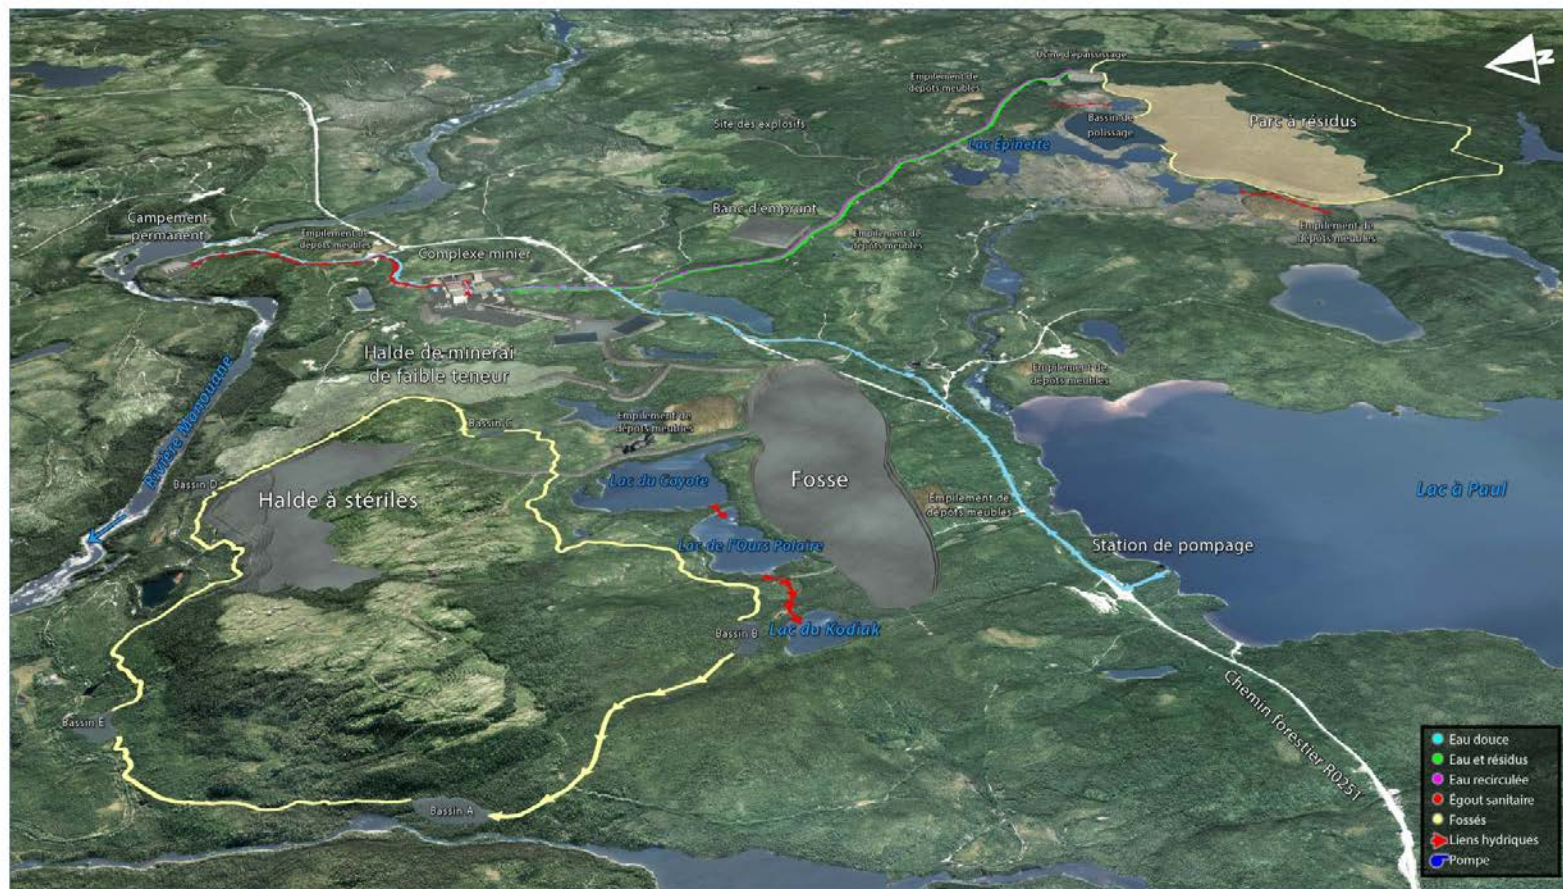 Usine d'épaississage
N
Empilement de
dépôts meubles
Site des explosifs
Bassin de
polissage
Parc à résidus
Lac Épinette
Campement
permanent
Banc d'emprunt
Empilement de
dépôts meubles
Empilement de
dépôts meubles
Empilement de
dépôts meubles
Complexe minier
Halde de minerai
de faible teneur
Empilement de
dépôts meubles
Rivière Manouane
Empilement de
dépôts meubles
Bassin C
Bassin D
Lac du Coyote
Fosse
Halde à stériles
Lac à Paul
Empilement de
dépôts meubles
Lac de l'Ours Polaire
Station de pompage
Bassin B
Lac du Kodiak
Chemin forestier R0251
Bassin E
Bassin A
Eau douce
Eau et résidus
Eau recirculée
Égout sanitaire
Fossés
Liens hydriques
Pompe